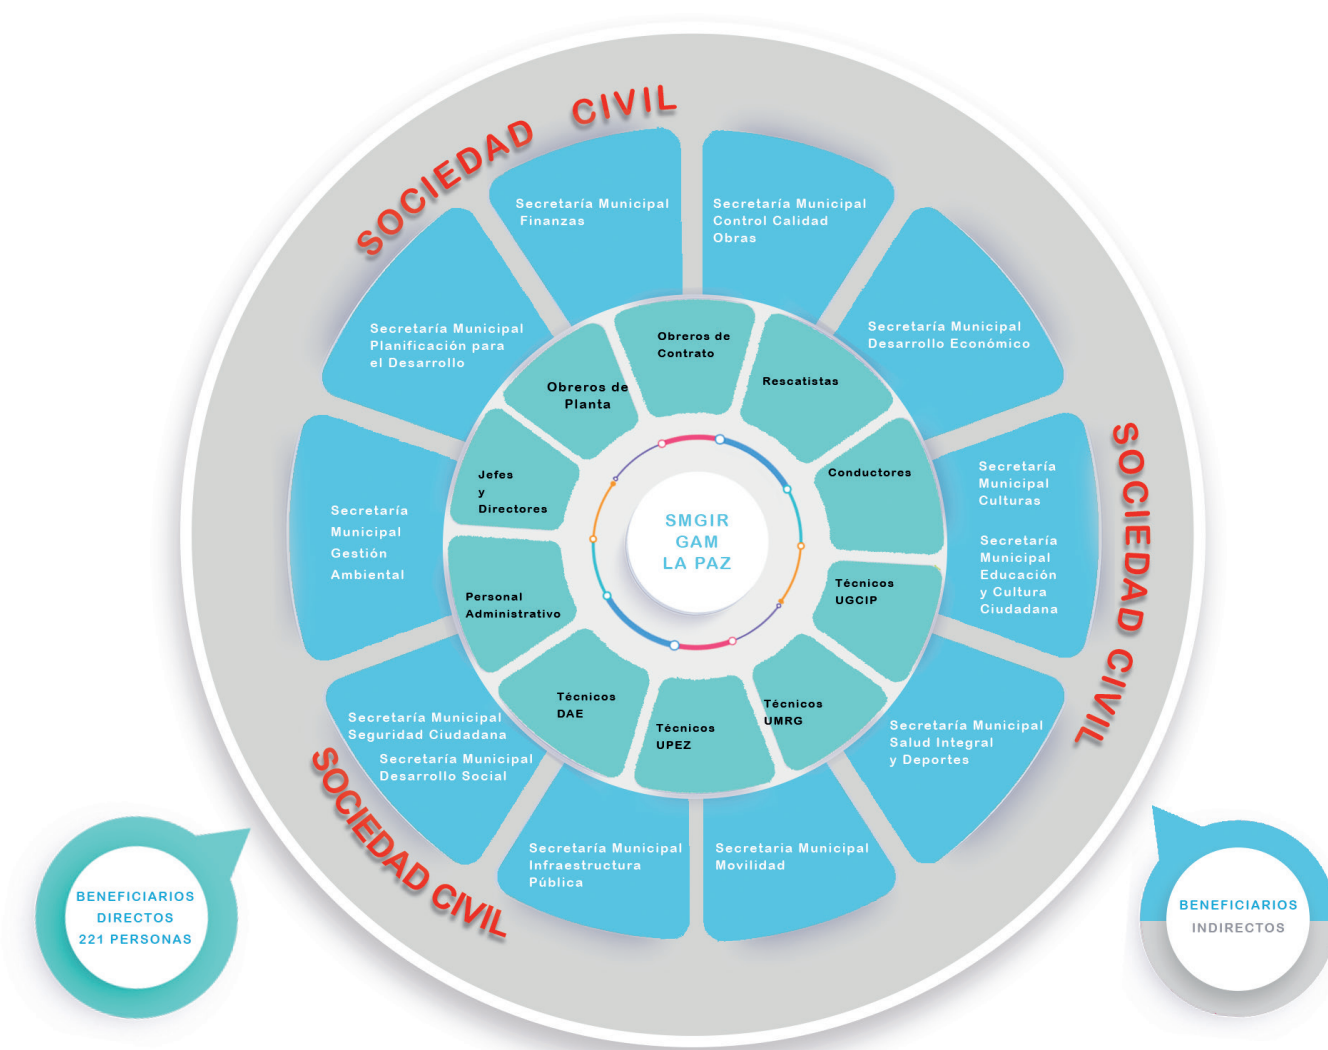 SOCIEDAD CIVIL
Secretaría Municipal
Finanzas
Secretaría Municipal
Control Calidad
Obras
Secretaría Municipal
Planificación para
el Desarrollo
Secretaría Municipal
Desarrollo Económico
Obreros de
Contrato
Obreros de
Planta
Rescatistas
Jefes
y
Directores
Conductores
Secretaría
Municipal
Culturas
Secretaría
Municipal
Educación
y Cultura
Ciudadana
SOCIEDAD CIVIL
Secretaría
Municipal
Gestión
Ambiental
SMGIR
GAM
LA PAZ
Personal
Administrativo
Técnicos
UGCIP
Técnicos
DAE
Técnicos
UPEZ
Técnicos
UMRG
Secretaría Municipal
Seguridad Ciudadana
Secretaría Municipal
Desarrollo Social
Secretaría Municipal
Salud Integral
y Deportes
SOCIEDAD CIVIL
Secretaría Municipal
Infraestructura
Pública
Secretaria Municipal
Movilidad
BENEFICIARIOS
DIRECTOS
221 PERSONAS
BENEFICIARIOS
INDIRECTOS